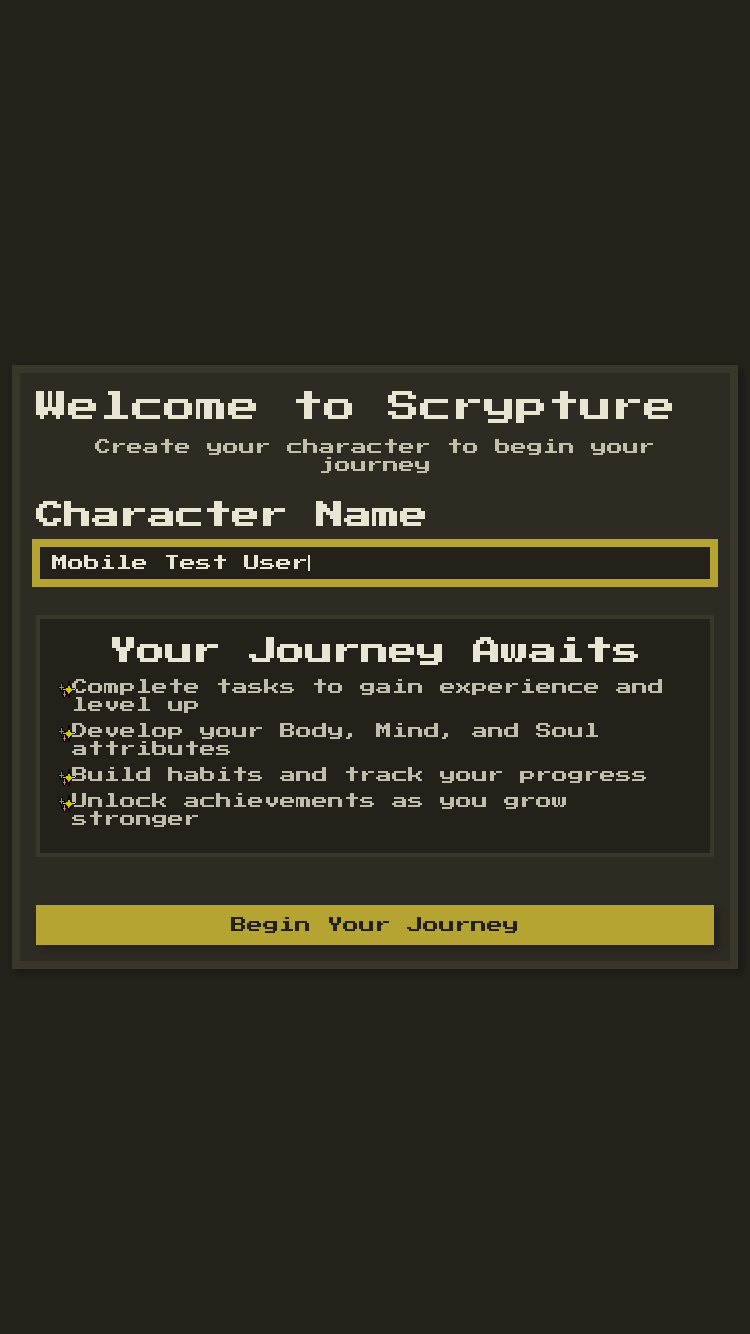 Welcome to Scrypture
Create your character to begin your
journey
Character Name
Mobile Test User
Your Journey Awaits
Complete tasks to gain experience and
level up
Develop your Body, Mind, and Soul
attributes
Build habits and track your progress
Unlock achievements as you grow
stronger
Begin Your Journey